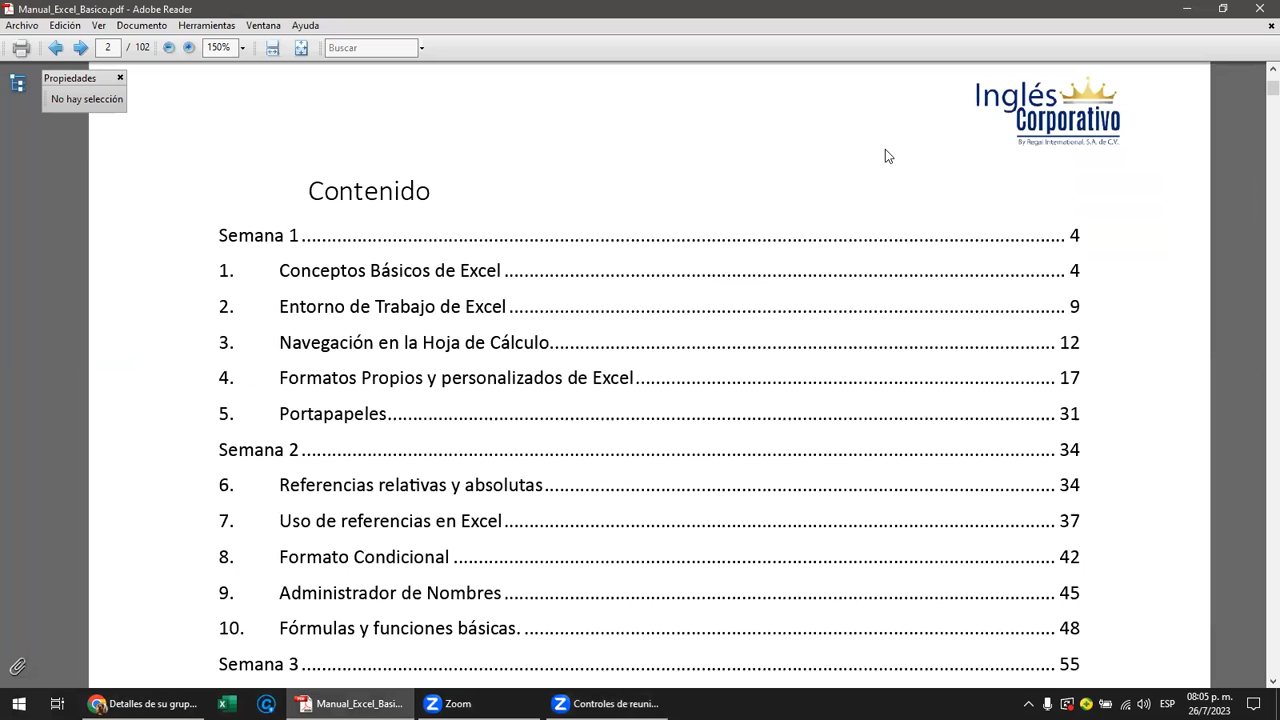 Manual_Excel_Basico.pdf - Adobe Reader
Archivo Edición Ver Documento Herramientas Ventana Ayuda
2 / 102 150% Buscar
Propiedades
No hay selección
Inglés
Corporativo
By Regal International, S.A. de C.V.
Contenido
Semana 1 4
1. Conceptos Básicos de Excel 4
2. Entorno de Trabajo de Excel 9
3. Navegación en la Hoja de Cálculo 12
4. Formatos Propios y personalizados de Excel 17
5. Portapapeles 31
Semana 2 34
6. Referencias relativas y absolutas 34
7. Uso de referencias en Excel 37
8. Formato Condicional 42
9. Administrador de Nombres 45
10. Fórmulas y funciones básicas. 48
Semana 3 55
Detalles de su grup... Manual_Excel_Basi... Zoom Controles de reuni... ESP 08:05 p. m.
26/7/2023